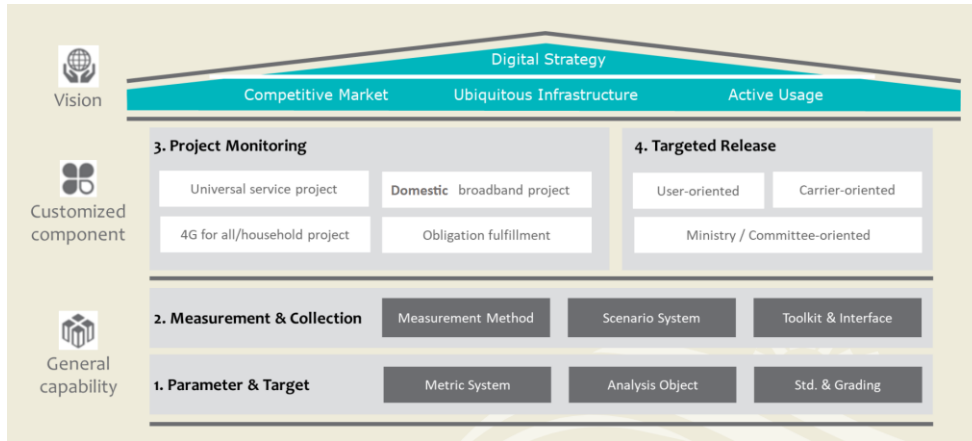 Digital Strategy
Vision
Competitive Market Ubiquitous Infrastructure Active Usage
3. Project Monitoring
Universal service project Domestic broadband project
4G for all/household project Obligation fulfillment
4. Targeted Release
User-oriented Carrier-oriented
Ministry / Committee-oriented
Customized
component
2. Measurement & Collection Measurement Method Scenario System Toolkit & Interface
General
capability
1. Parameter & Target Metric System Analysis Object Std. & Grading